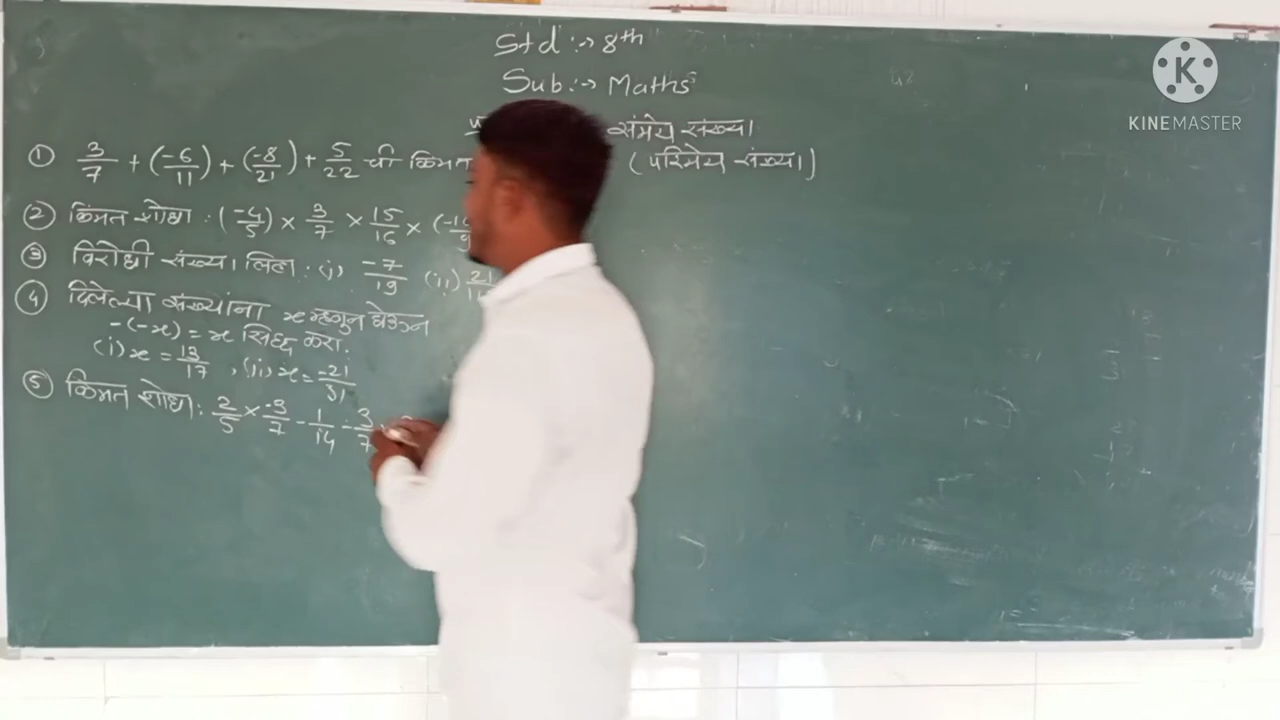 Std :→ 8th
Sub :→ Maths
KINEMASTER
संमेय संख्या
(परिमेय संख्या)
① 3/7 + (-6/11) + (-8/21) + 5/22 ची किंमत
② किंमत शोधा : (-4/5) × 3/7 × 15/16 ×
③ विरोधी संख्या लिहा : (i) -7/19 (ii)
④ दिलेल्या संख्यांना x म्हणुन घेऊन
-(-x) = x सिद्ध करा.
(i) x = 13/17 , (ii) x = -21/31
⑤ किंमत शोधा : 2/5 × -3/7 - 1/14 - 3/7